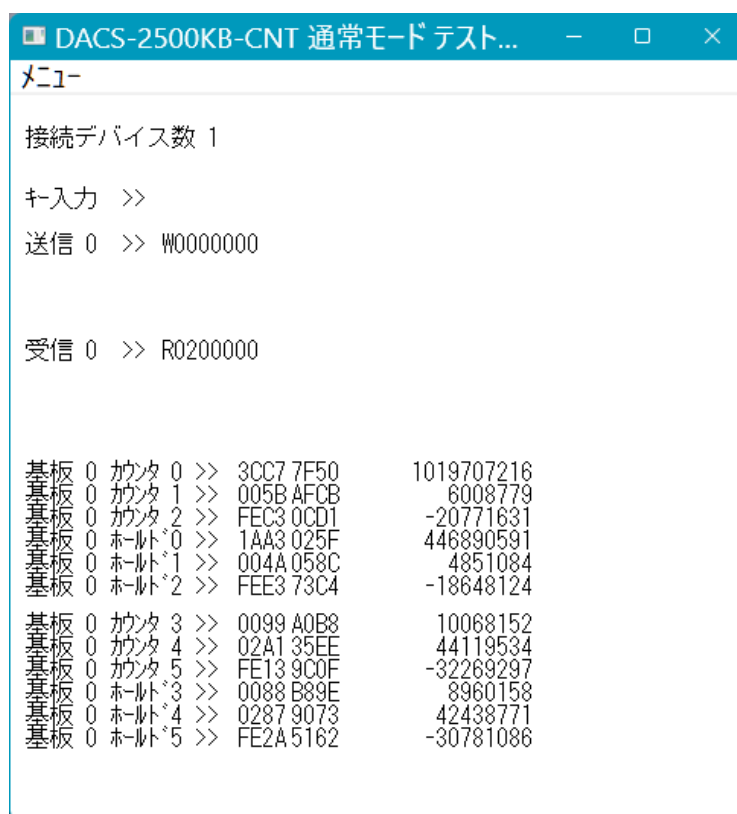 DACS-2500KB-CNT 通常モード テスト...
メニュー
接続デバイス数 1
キー入力 >>
送信 0 >> W0000000
受信 0 >> R0200000
基板 0 カウンタ 0 >> 3CC7 7F50 1019707216
基板 0 カウンタ 1 >> 005B AFCB 6008779
基板 0 カウンタ 2 >> FEC3 0CD1 -20771631
基板 0 ホールド 0 >> 1AA3 025F 446890591
基板 0 ホールド 1 >> 004A 058C 4851084
基板 0 ホールド 2 >> FEE3 73C4 -18648124
基板 0 カウンタ 3 >> 0099 A0B8 10068152
基板 0 カウンタ 4 >> 02A1 35EE 44119534
基板 0 カウンタ 5 >> FE13 9C0F -32269297
基板 0 ホールド 3 >> 0088 B89E 8960158
基板 0 ホールド 4 >> 0287 9073 42438771
基板 0 ホールド 5 >> FE2A 5162 -30781086